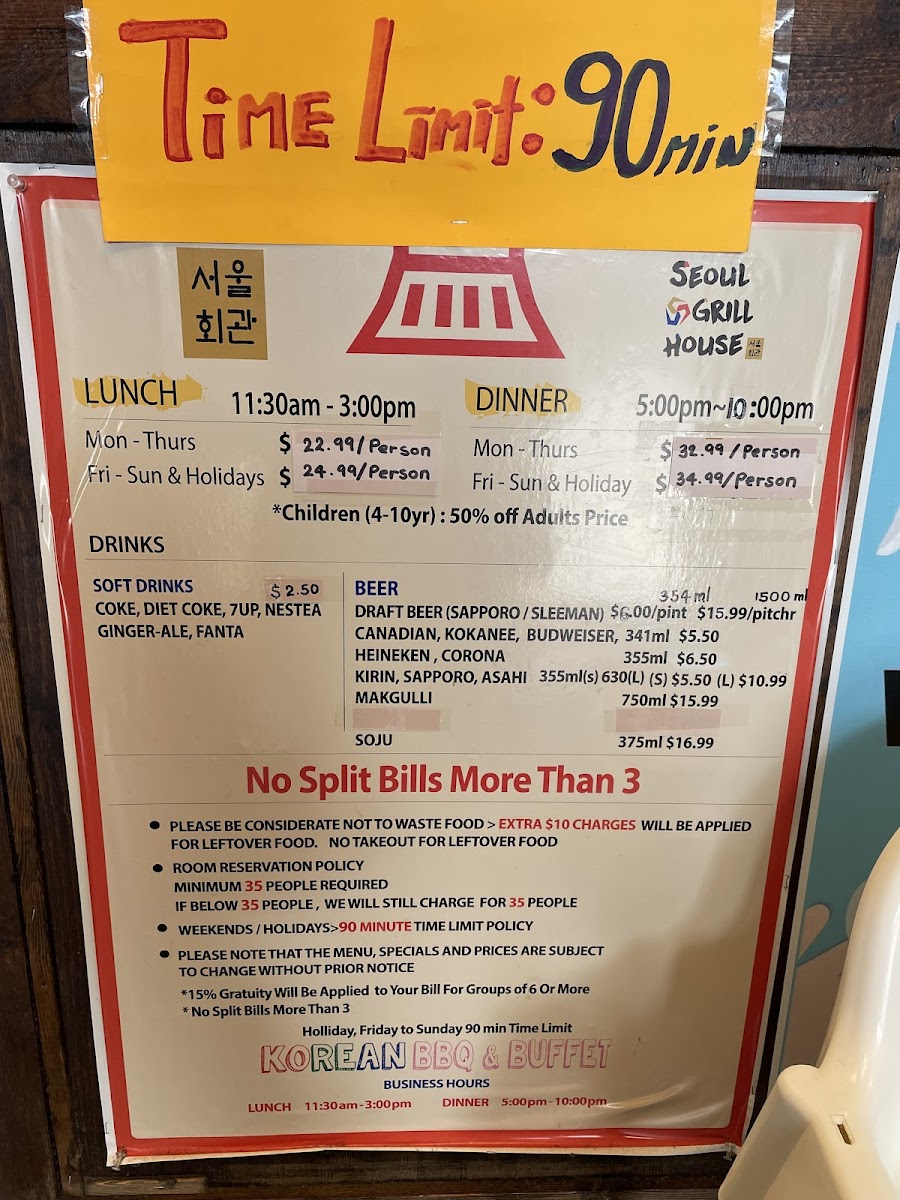 Time Limit: 90 min
서울
회관
SEOUL
GRILL
HOUSE 서울
회관
LUNCH 11:30am - 3:00pm
Mon - Thurs $ 22.99/Person
Fri - Sun & Holidays $ 24.99/Person
DINNER 5:00pm~10:00pm
Mon - Thurs $ 32.99/Person
Fri - Sun & Holiday $ 34.99/Person
*Children (4-10yr) : 50% off Adults Price
DRINKS
SOFT DRINKS $2.50
COKE, DIET COKE, 7UP, NESTEA
GINGER-ALE, FANTA
BEER 354 ml 1500 ml
DRAFT BEER (SAPPORO / SLEEMAN) $6.00/pint $15.99/pitchr
CANADIAN, KOKANEE, BUDWEISER, 341ml $5.50
HEINEKEN , CORONA 355ml $6.50
KIRIN, SAPPORO, ASAHI 355ml(s) 630(L) (S) $5.50 (L) $10.99
MAKGULLI 750ml $15.99
SOJU 375ml $16.99
No Split Bills More Than 3
• PLEASE BE CONSIDERATE NOT TO WASTE FOOD > EXTRA $10 CHARGES WILL BE APPLIED
FOR LEFTOVER FOOD. NO TAKEOUT FOR LEFTOVER FOOD
• ROOM RESERVATION POLICY
MINIMUM 35 PEOPLE REQUIRED
IF BELOW 35 PEOPLE , WE WILL STILL CHARGE FOR 35 PEOPLE
• WEEKENDS / HOLIDAYS>90 MINUTE TIME LIMIT POLICY
• PLEASE NOTE THAT THE MENU, SPECIALS AND PRICES ARE SUBJECT
TO CHANGE WITHOUT PRIOR NOTICE
*15% Gratuity Will Be Applied to Your Bill For Groups of 6 Or More
* No Split Bills More Than 3
Holliday, Friday to Sunday 90 min Time Limit
KOREAN BBQ & BUFFET
BUSINESS HOURS
LUNCH 11:30am-3:00pm DINNER 5:00pm-10:00pm